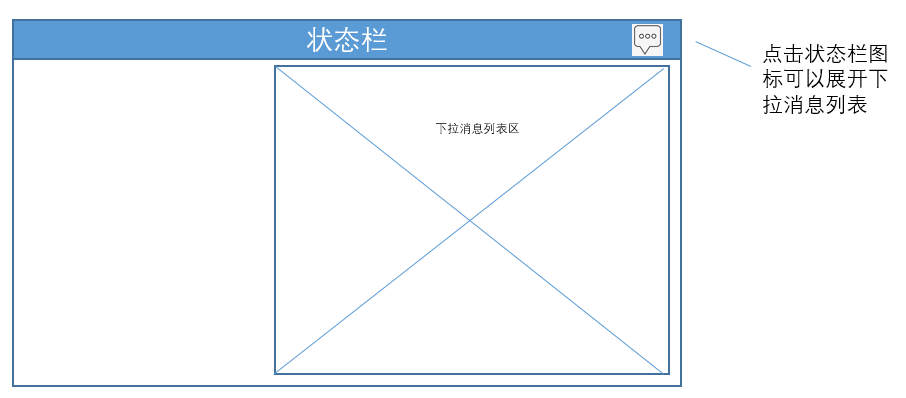 状态栏
点击状态栏图
标可以展开下
拉消息列表
下拉消息列表区